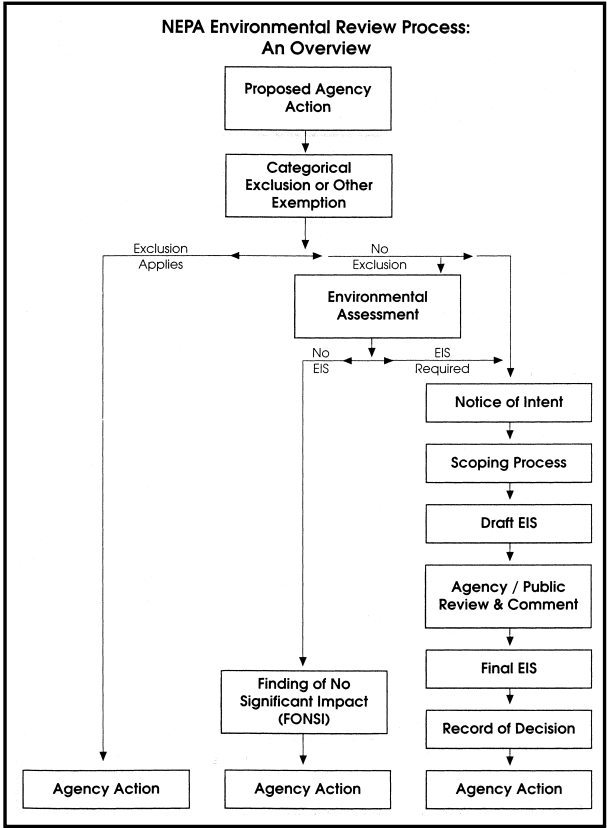 NEPA Environmental Review Process:
An Overview
Proposed Agency
Action
Categorical
Exclusion or Other
Exemption
Exclusion
Applies
No
Exclusion
Environmental
Assessment
No
EIS
EIS
Required
Notice of Intent
Scoping Process
Draft EIS
Agency / Public
Review & Comment
Final EIS
Finding of No
Significant Impact
(FONSI)
Record of Decision
Agency Action
Agency Action
Agency Action